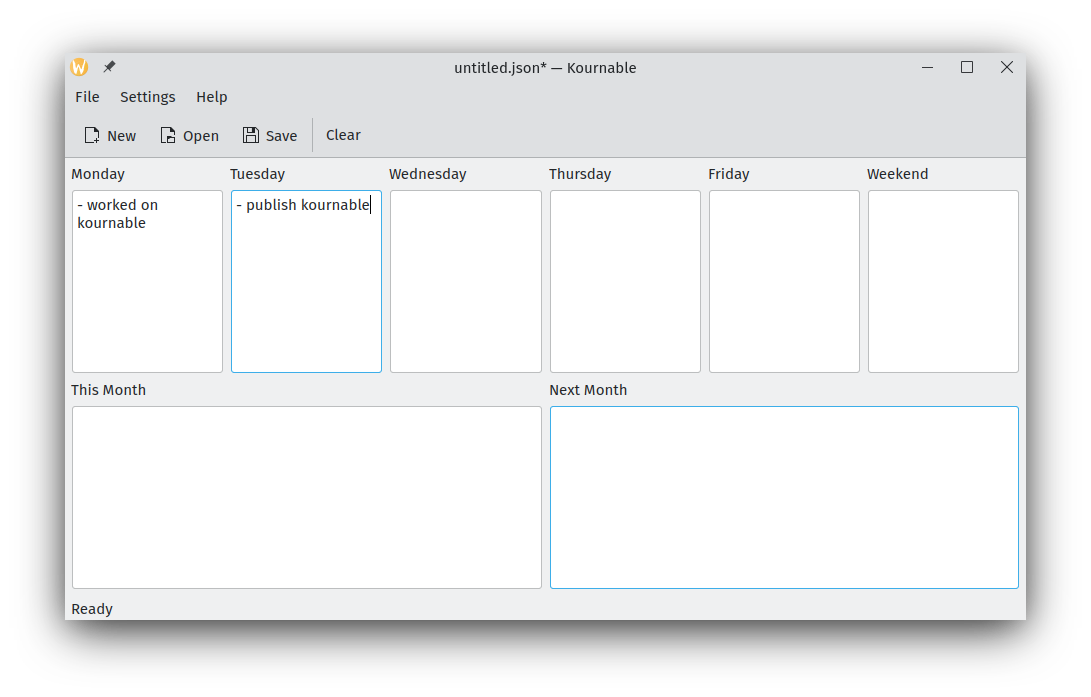 untitled.json* — Kournable
File Settings Help
New Open Save Clear
Monday Tuesday Wednesday Thursday Friday Weekend
- worked on
kournable
- publish kournable
This Month Next Month
Ready